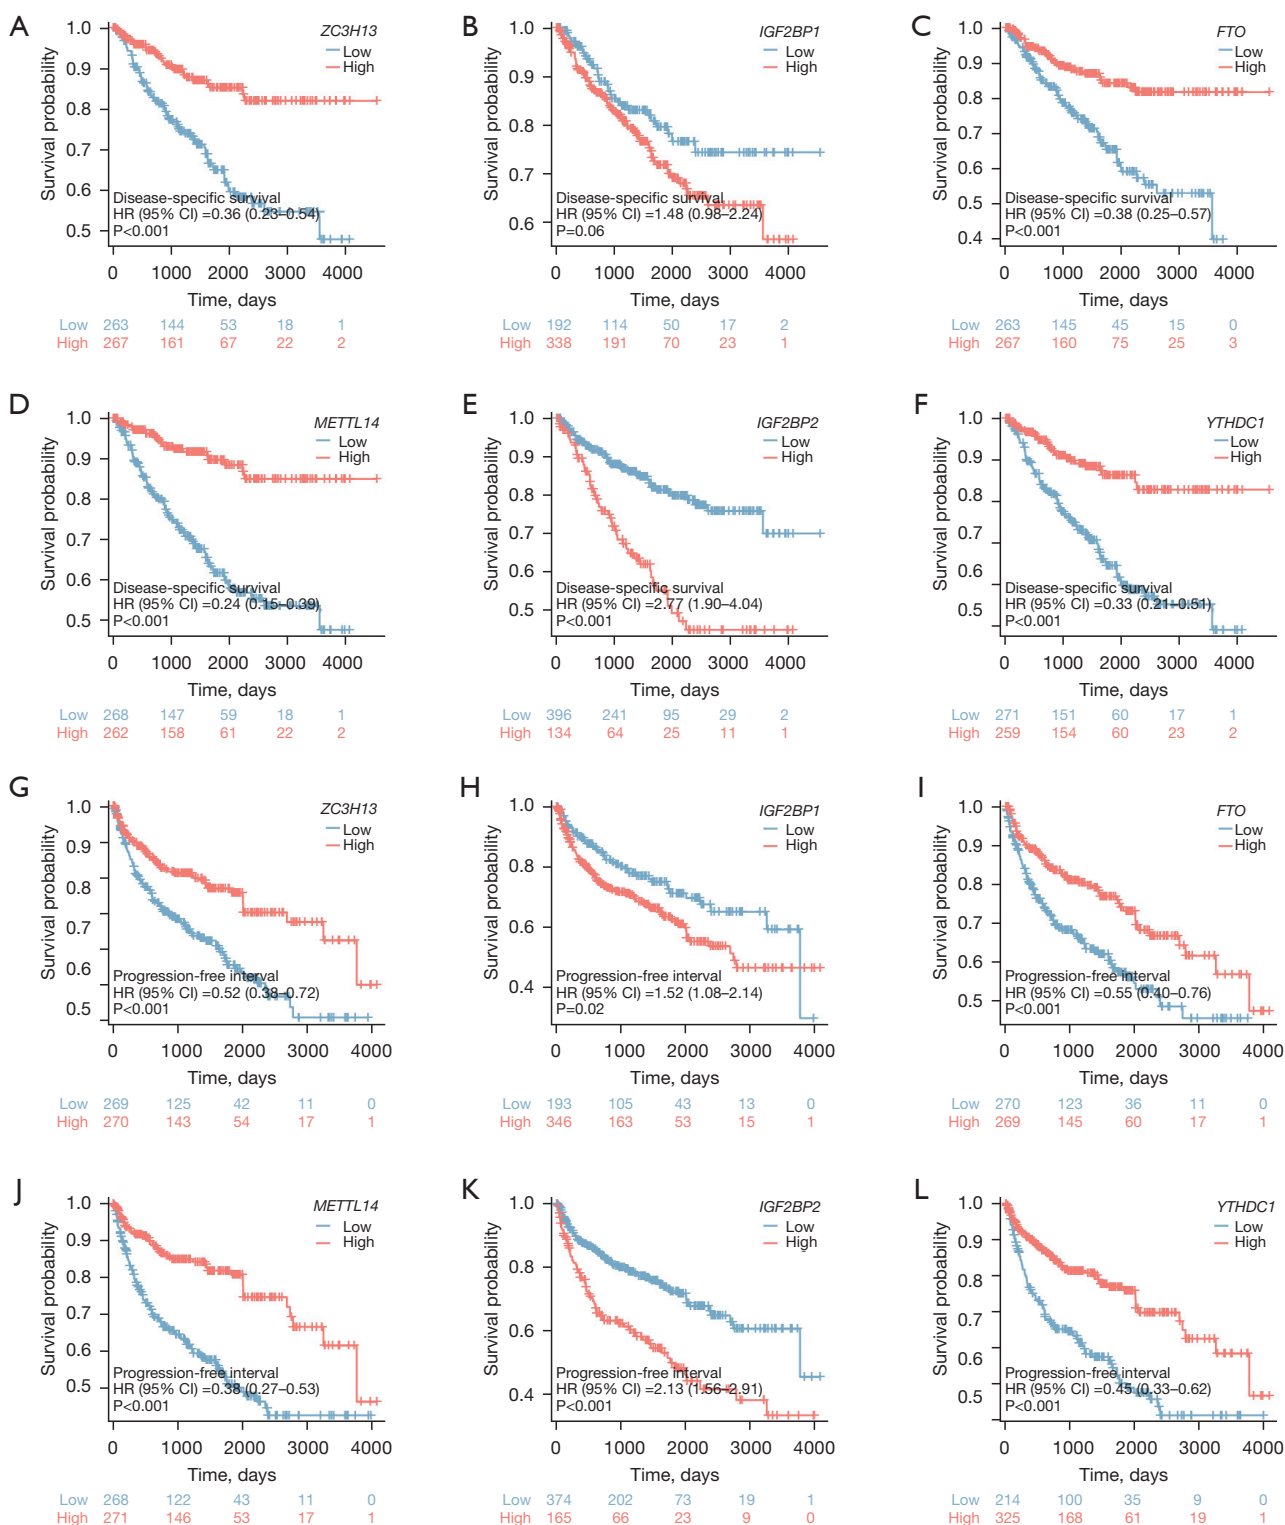 A
ZC3H13
Low
High
Survival probability
1.0
0.9
0.8
0.7
0.6
0.5
Disease-specific survival
HR (95% CI) =0.36 (0.23–0.54)
P<0.001
0 1000 2000 3000 4000
Time, days
Low 263 144 53 18 1
High 267 161 67 22 2
B
IGF2BP1
Low
High
Survival probability
1.0
0.9
0.8
0.7
0.6
Disease-specific survival
HR (95% CI) =1.48 (0.98–2.24)
P=0.06
0 1000 2000 3000 4000
Time, days
Low 192 114 50 17 2
High 338 191 70 23 1
C
FTO
Low
High
Survival probability
1.0
0.9
0.8
0.7
0.6
0.5
0.4
Disease-specific survival
HR (95% CI) =0.38 (0.25–0.57)
P<0.001
0 1000 2000 3000 4000
Time, days
Low 263 145 45 15 0
High 267 160 75 25 3
D
METTL14
Low
High
Survival probability
1.0
0.9
0.8
0.7
0.6
0.5
Disease-specific survival
HR (95% CI) =0.24 (0.15–0.39)
P<0.001
0 1000 2000 3000 4000
Time, days
Low 268 147 59 18 1
High 262 158 61 22 2
E
IGF2BP2
Low
High
Survival probability
1.0
0.9
0.8
0.7
0.6
0.5
Disease-specific survival
HR (95% CI) =2.77 (1.90–4.04)
P<0.001
0 1000 2000 3000 4000
Time, days
Low 396 241 95 29 2
High 134 64 25 11 1
F
YTHDC1
Low
High
Survival probability
1.0
0.9
0.8
0.7
0.6
0.5
Disease-specific survival
HR (95% CI) =0.33 (0.21–0.51)
P<0.001
0 1000 2000 3000 4000
Time, days
Low 271 151 60 17 1
High 259 154 60 23 2
G
ZC3H13
Low
High
Survival probability
1.0
0.9
0.8
0.7
0.6
0.5
Progression-free interval
HR (95% CI) =0.52 (0.38–0.72)
P<0.001
0 1000 2000 3000 4000
Time, days
Low 269 125 42 11 0
High 270 143 54 17 1
H
IGF2BP1
Low
High
Survival probability
1.0
0.8
0.6
0.4
Progression-free interval
HR (95% CI) =1.52 (1.08–2.14)
P=0.02
0 1000 2000 3000 4000
Time, days
Low 193 105 43 13 0
High 346 163 53 15 1
I
FTO
Low
High
Survival probability
1.0
0.9
0.8
0.7
0.6
0.5
Progression-free interval
HR (95% CI) =0.55 (0.40–0.76)
P<0.001
0 1000 2000 3000 4000
Time, days
Low 270 123 36 11 0
High 269 145 60 17 1
J
METTL14
Low
High
Survival probability
1.0
0.9
0.8
0.7
0.6
0.5
Progression-free interval
HR (95% CI) =0.38 (0.27–0.53)
P<0.001
0 1000 2000 3000 4000
Time, days
Low 268 122 43 11 0
High 271 146 53 17 1
K
IGF2BP2
Low
High
Survival probability
1.0
0.8
0.6
0.4
Progression-free interval
HR (95% CI) =2.13 (1.56–2.91)
P<0.001
0 1000 2000 3000 4000
Time, days
Low 374 202 73 19 1
High 165 66 23 9 0
L
YTHDC1
Low
High
Survival probability
1.0
0.9
0.8
0.7
0.6
0.5
Progression-free interval
HR (95% CI) =0.45 (0.33–0.62)
P<0.001
0 1000 2000 3000 4000
Time, days
Low 214 100 35 9 0
High 325 168 61 19 1